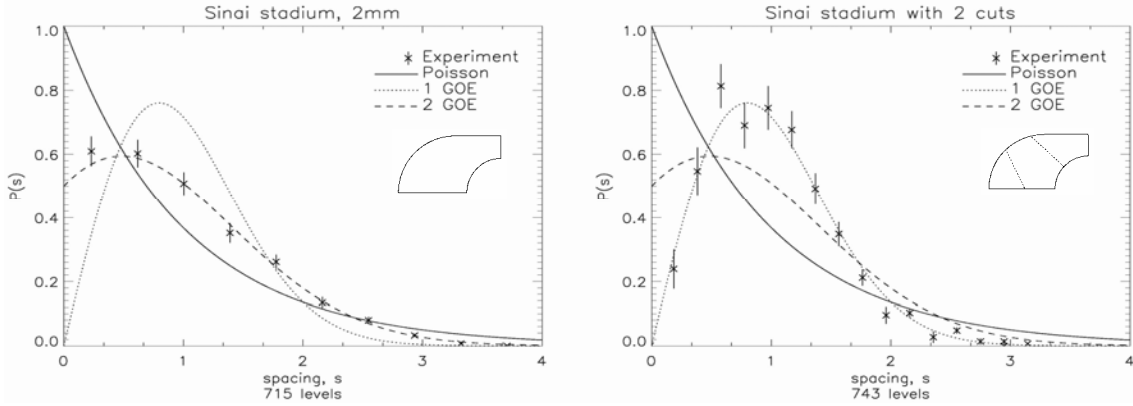 Sinai stadium, 2mm
1.0
0.8
0.6
0.4
0.2
0.0
P(s)
Experiment
Poisson
1 GOE
2 GOE
0
1
2
3
4
spacing, s
715 levels
Sinai stadium with 2 cuts
1.0
0.8
0.6
0.4
0.2
0.0
P(s)
Experiment
Poisson
1 GOE
2 GOE
0
1
2
3
4
spacing, s
743 levels